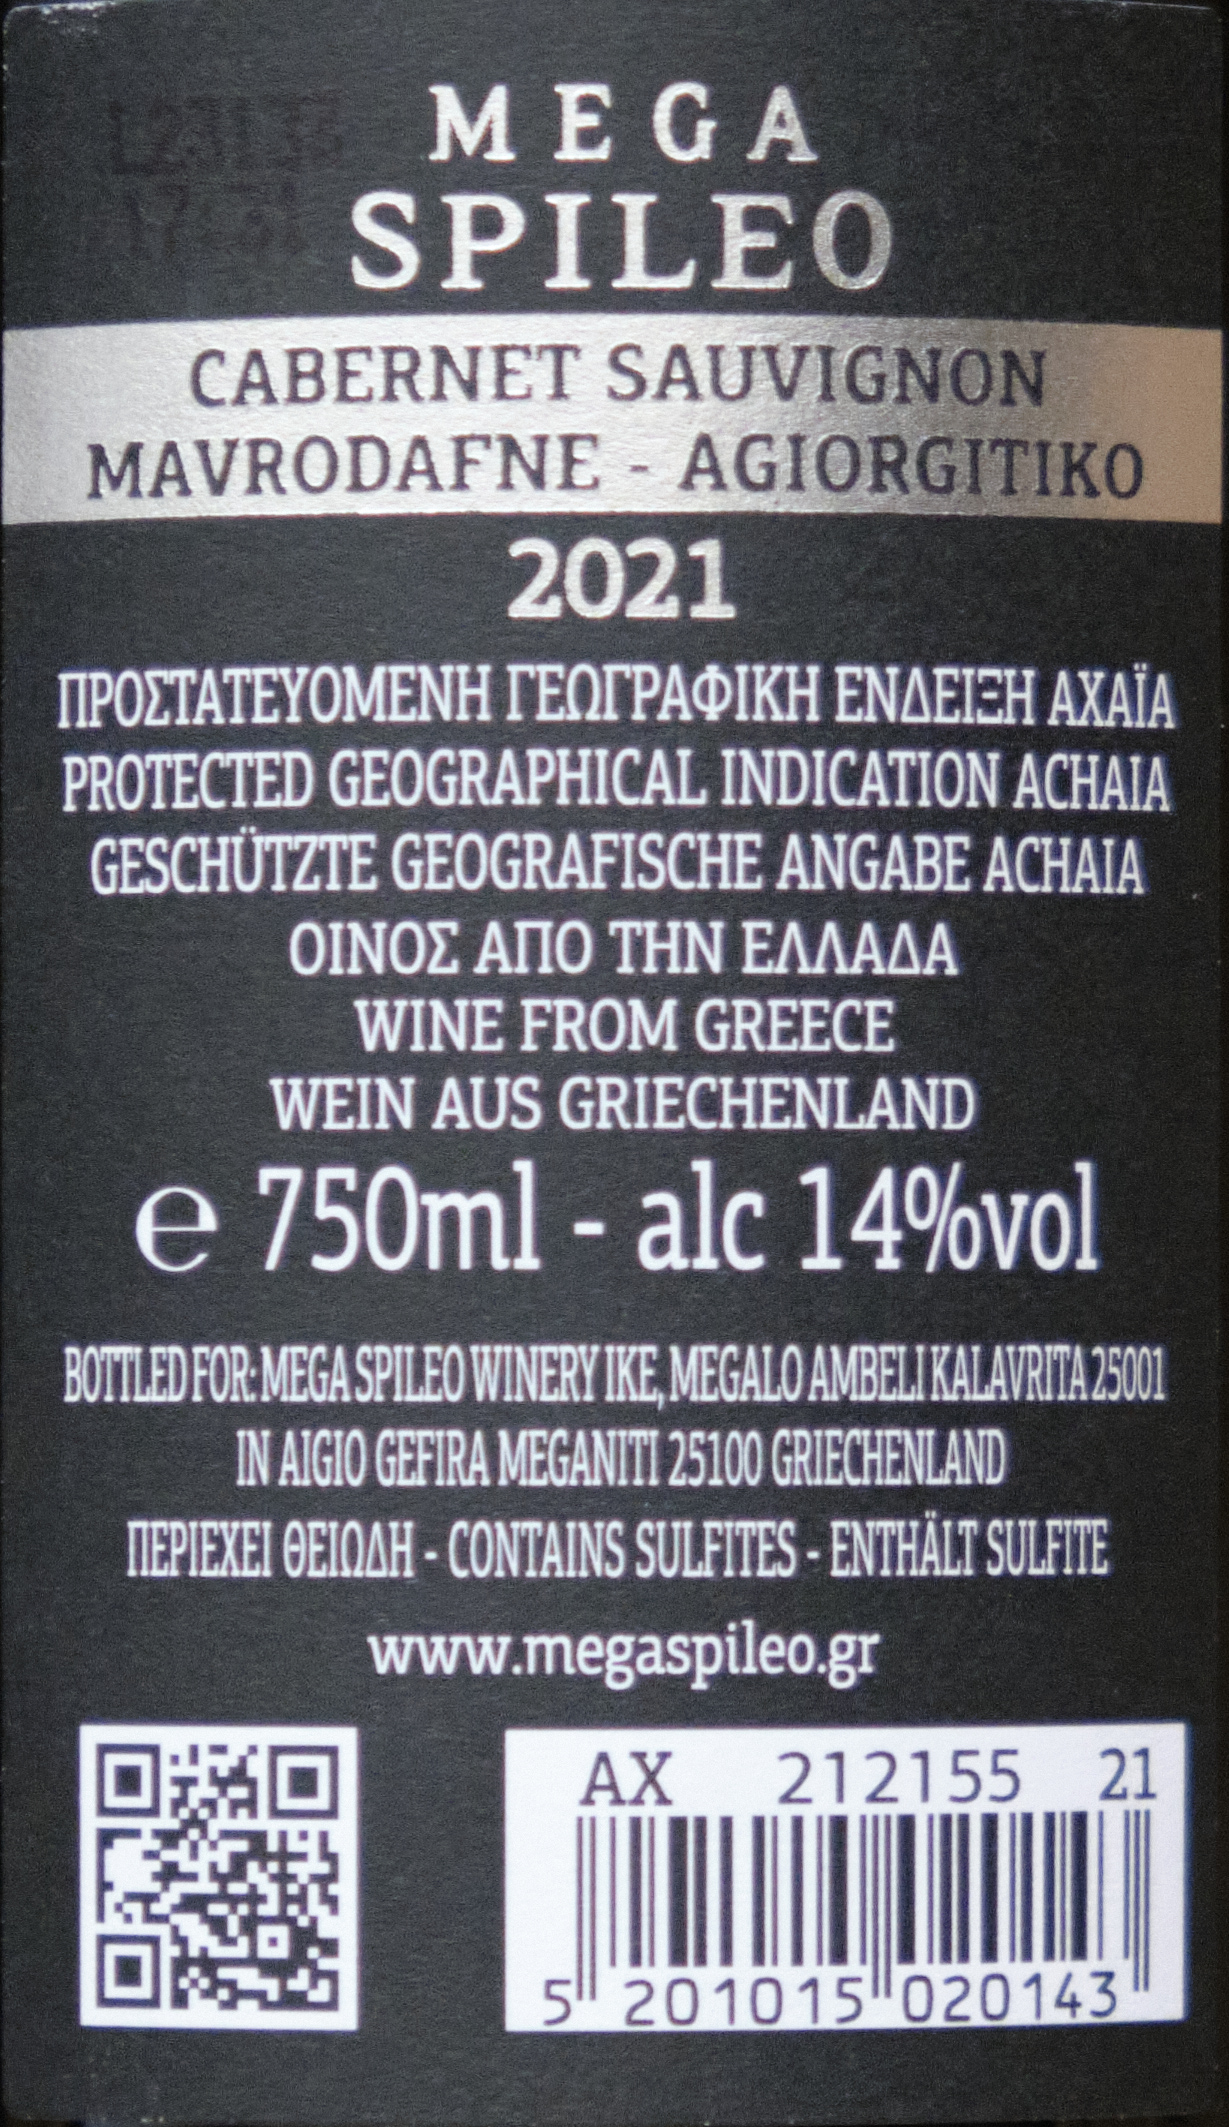 MEGA
SPILEO
CABERNET SAUVIGNON
MAVRODAFNE - AGIORGITIKO
2021
ΠΡΟΣΤΑΤΕΥΟΜΕΝΗ ΓΕΩΓΡΑΦΙΚΗ ΕΝΔΕΙΞΗ ΑΧΑΪΑ
PROTECTED GEOGRAPHICAL INDICATION ACHAIA
GESCHÜTZTE GEOGRAFISCHE ANGABE ACHAIA
ΟΙΝΟΣ ΑΠΟ ΤΗΝ ΕΛΛΑΔΑ
WINE FROM GREECE
WEIN AUS GRIECHENLAND
℮ 750ml - alc 14%vol
BOTTLED FOR: MEGA SPILEO WINERY IKE, MEGALO AMBELI KALAVRITA 25001
IN AIGIO GEFIRA MEGANITI 25100 GRIECHENLAND
ΠΕΡΙΕΧΕΙ ΘΕΙΩΔΗ - CONTAINS SULFITES - ENTHÄLT SULFITE
www.megaspileo.gr
AX 212155 21
5 201015 020143